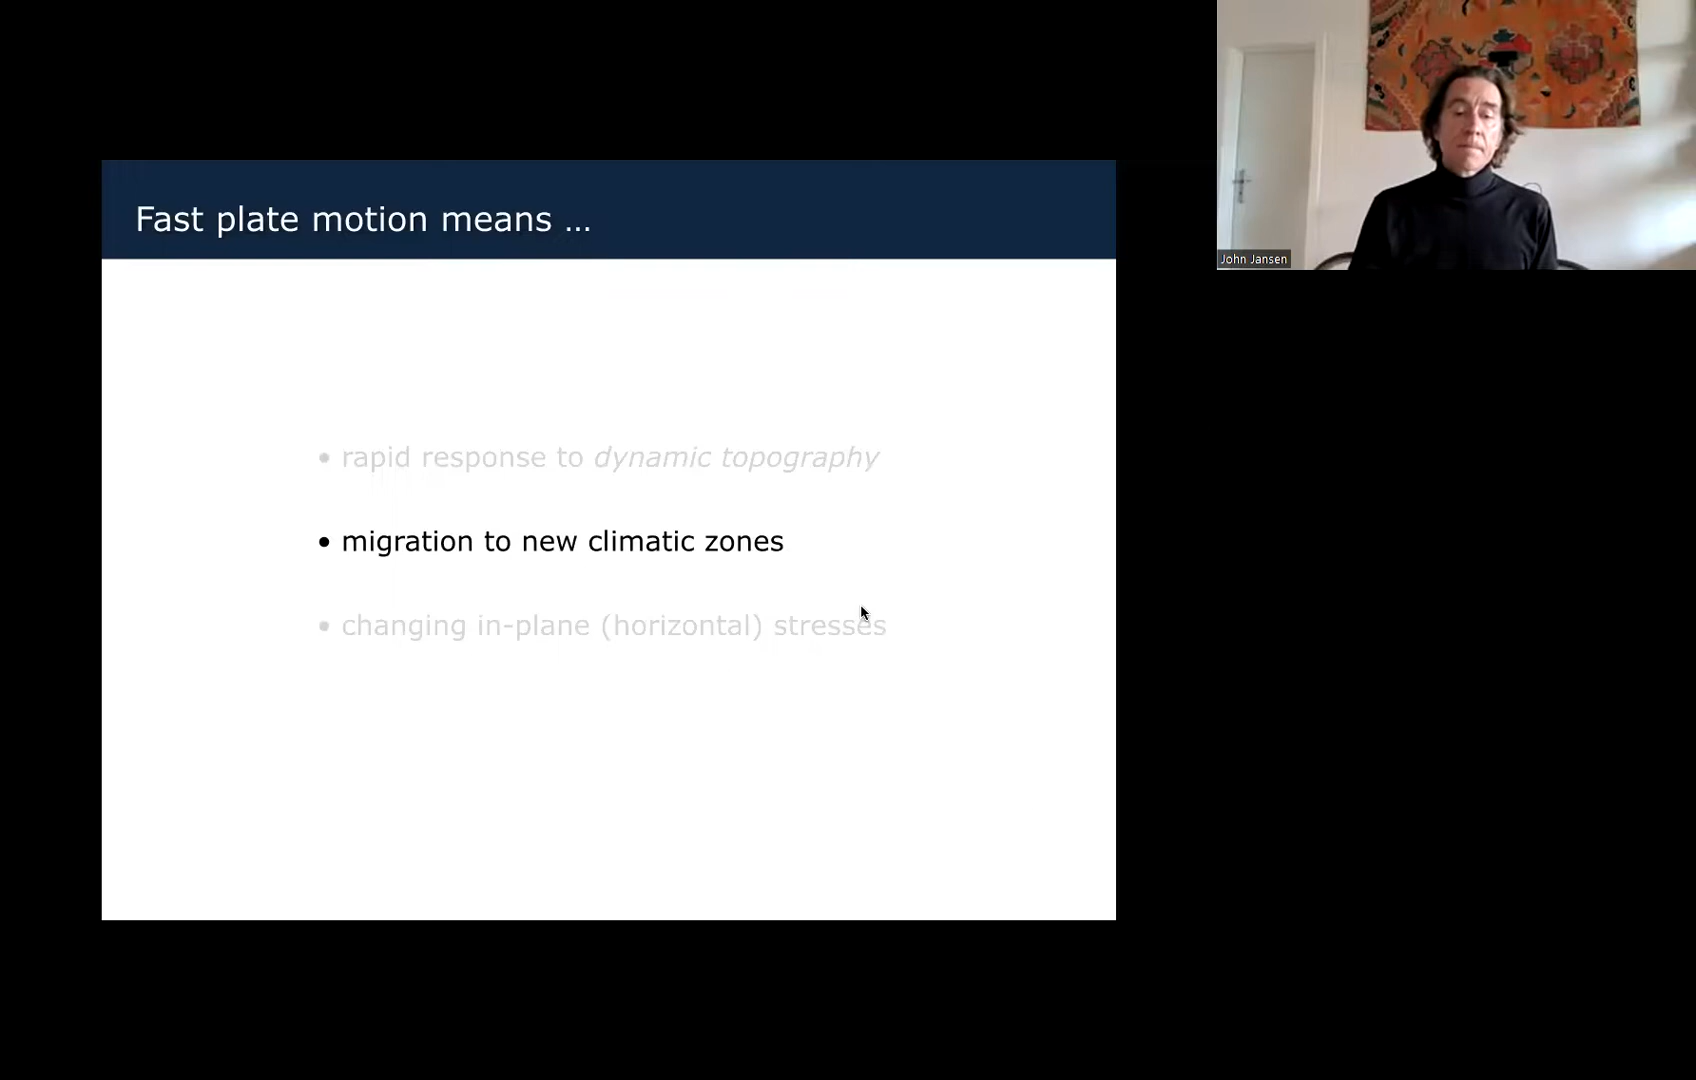 Fast plate motion means ...
• rapid response to dynamic topography
• migration to new climatic zones
• changing in-plane (horizontal) stresses
John Jansen